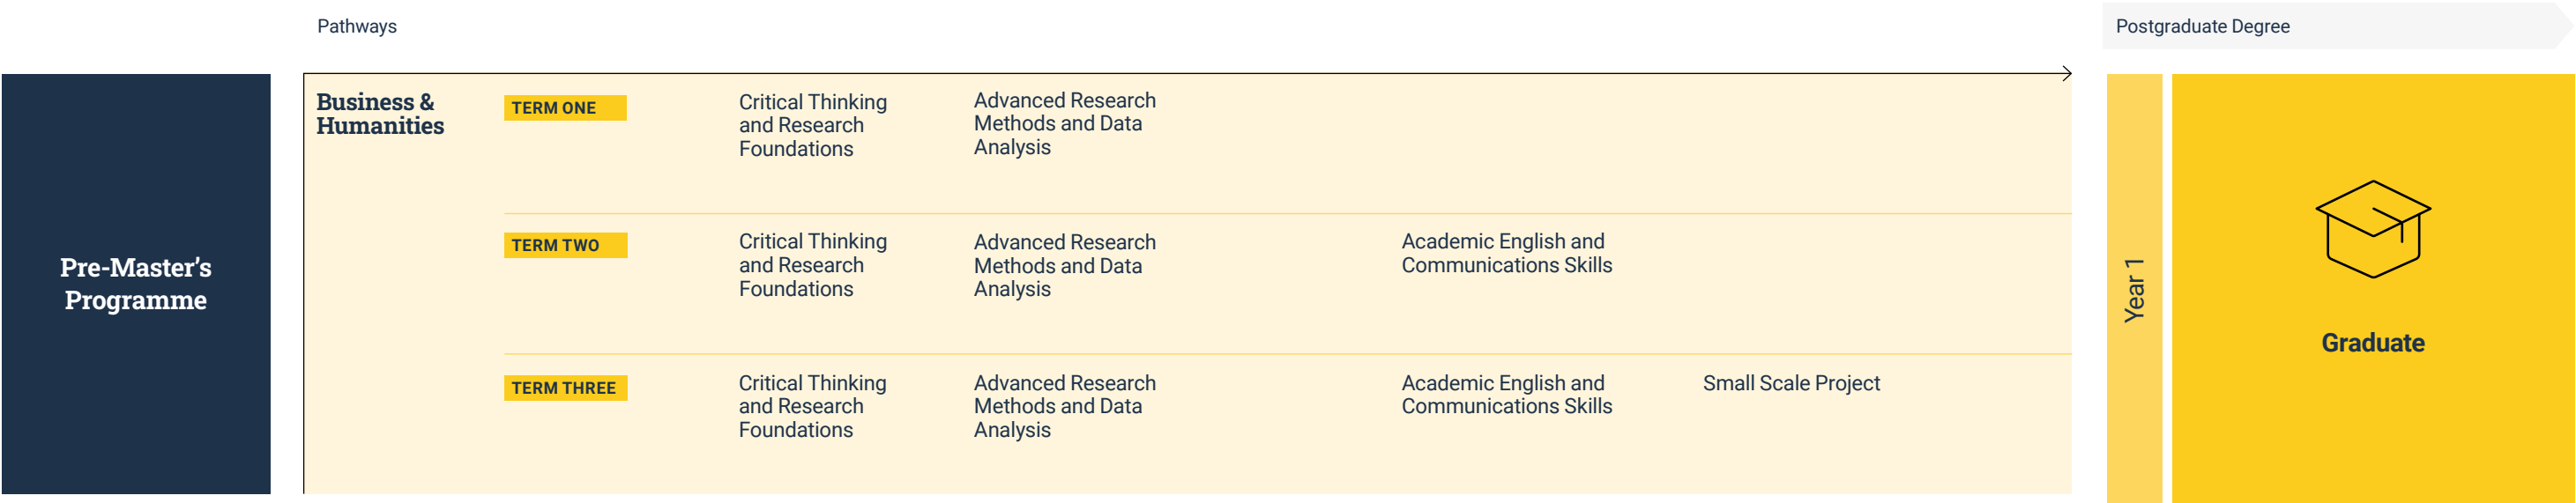 Pathways
Postgraduate Degree
Pre-Master’s
Programme
Business &
Humanities
TERM ONE
Critical Thinking
and Research
Foundations
Advanced Research
Methods and Data
Analysis
TERM TWO
Critical Thinking
and Research
Foundations
Advanced Research
Methods and Data
Analysis
Academic English and
Communications Skills
TERM THREE
Critical Thinking
and Research
Foundations
Advanced Research
Methods and Data
Analysis
Academic English and
Communications Skills
Small Scale Project
Year 1
Graduate